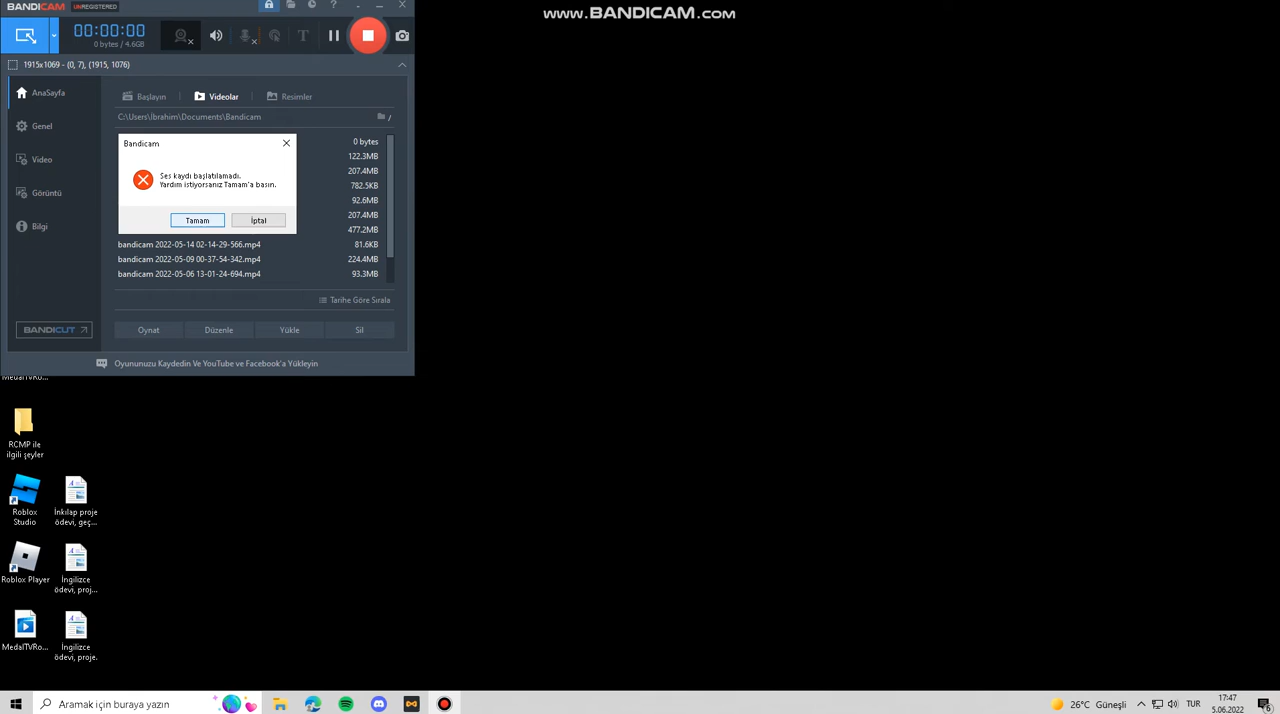 BANDICAM UNREGISTERED
www.BANDICAM.com
00:00:00
0 bytes / 4.6GB
1915x1069 - (0, 7), (1915, 1076)
AnaSayfa
Genel
Video
Görüntü
Bilgi
BANDICUT
Başlayın
Videolar
Resimler
C:\Users\İbrahim\Documents\Bandicam
0 bytes
122.3MB
207.4MB
782.5KB
92.6MB
207.4MB
477.2MB
Bandicam
Ses kaydı başlatılamadı.
Yardım istiyorsanız Tamam'a basın.
Tamam
İptal
bandicam 2022-05-14 02-14-29-566.mp4 81.6KB
bandicam 2022-05-09 00-37-54-342.mp4 224.4MB
bandicam 2022-05-06 13-01-24-694.mp4 93.3MB
Tarihe Göre Sırala
Oynat
Düzenle
Yükle
Sil
Oyununuzu Kaydedin Ve YouTube ve Facebook'a Yükleyin
MedalTVRo...
RCMP ile
ilgili şeyler
Roblox
Studio
İnkılap proje
ödevi, geç...
Roblox Player
İngilizce
ödevi, proj...
MedalTVRo...
İngilizce
ödevi, proje.
Aramak için buraya yazın
26°C Güneşli
TUR
17:47
5.06.2022
6